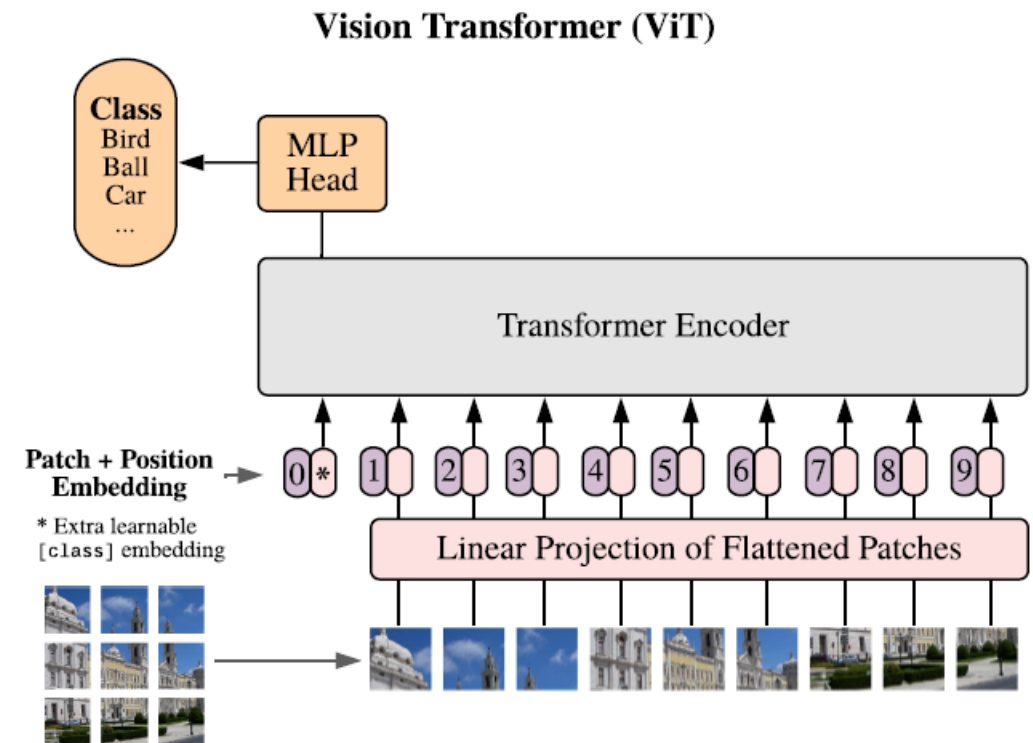 Vision Transformer (ViT)
Class
Bird
Ball
Car
...
MLP
Head
Transformer Encoder
Patch + Position
Embedding
* Extra learnable
[class] embedding
0 * 1 2 3 4 5 6 7 8 9
Linear Projection of Flattened Patches